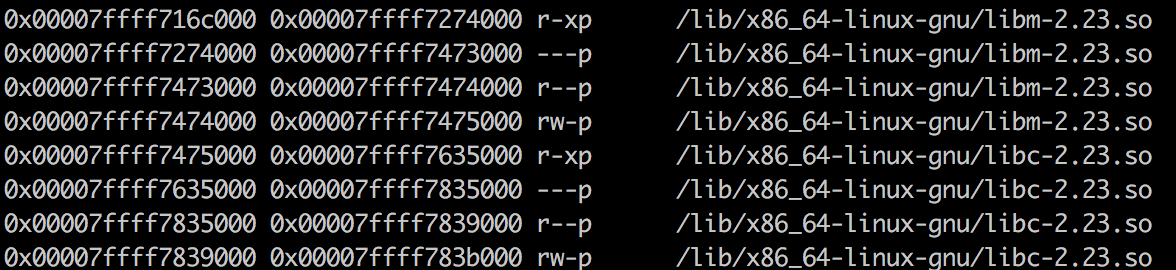 0x00007ffff716c000 0x00007ffff7274000 r-xp /lib/x86_64-linux-gnu/libm-2.23.so
0x00007ffff7274000 0x00007ffff7473000 ---p /lib/x86_64-linux-gnu/libm-2.23.so
0x00007ffff7473000 0x00007ffff7474000 r--p /lib/x86_64-linux-gnu/libm-2.23.so
0x00007ffff7474000 0x00007ffff7475000 rw-p /lib/x86_64-linux-gnu/libm-2.23.so
0x00007ffff7475000 0x00007ffff7635000 r-xp /lib/x86_64-linux-gnu/libc-2.23.so
0x00007ffff7635000 0x00007ffff7835000 ---p /lib/x86_64-linux-gnu/libc-2.23.so
0x00007ffff7835000 0x00007ffff7839000 r--p /lib/x86_64-linux-gnu/libc-2.23.so
0x00007ffff7839000 0x00007ffff783b000 rw-p /lib/x86_64-linux-gnu/libc-2.23.so